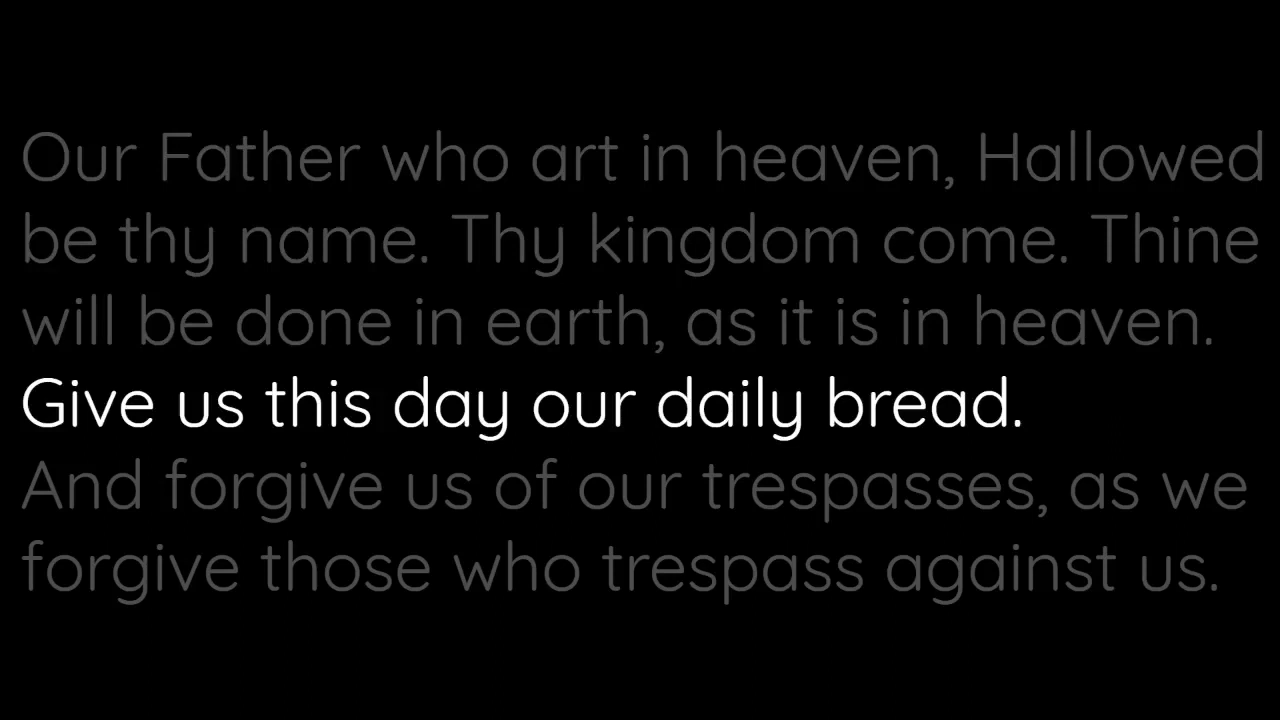 Our Father who art in heaven, Hallowed
be thy name. Thy kingdom come. Thine
will be done in earth, as it is in heaven.
Give us this day our daily bread.
And forgive us of our trespasses, as we
forgive those who trespass against us.